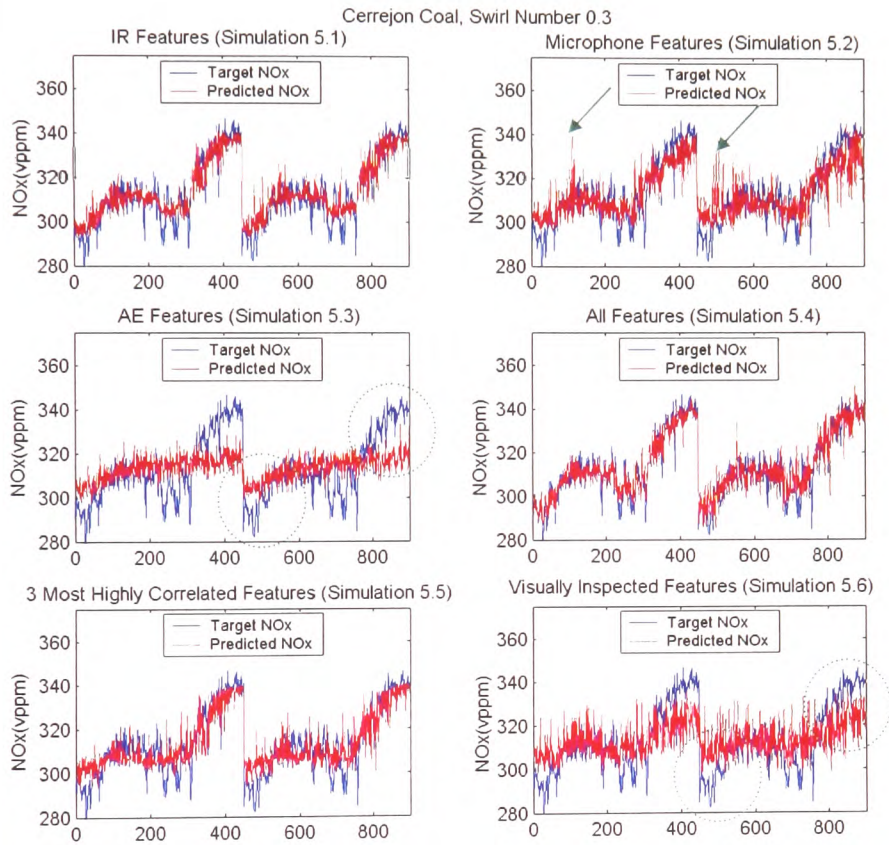 Cerrejon Coal, Swirl Number 0.3
IR Features (Simulation 5.1)
Target NOx
Predicted NOx
NOx(vppm)
360
340
320
300
280
0 200 400 600 800
Microphone Features (Simulation 5.2)
Target NOx
Predicted NOx
NOx(vppm)
360
340
320
300
280
0 200 400 600 800
AE Features (Simulation 5.3)
Target NOx
Predicted NOx
NOx(vppm)
360
340
320
300
280
0 200 400 600 800
All Features (Simulation 5.4)
Target NOx
Predicted NOx
NOx(vppm)
360
340
320
300
280
0 200 400 600 800
3 Most Highly Correlated Features (Simulation 5.5)
Target NOx
Predicted NOx
NOx(vppm)
360
340
320
300
280
0 200 400 600 800
Visually Inspected Features (Simulation 5.6)
Target NOx
Predicted NOx
NOx(vppm)
360
340
320
300
280
0 200 400 600 800